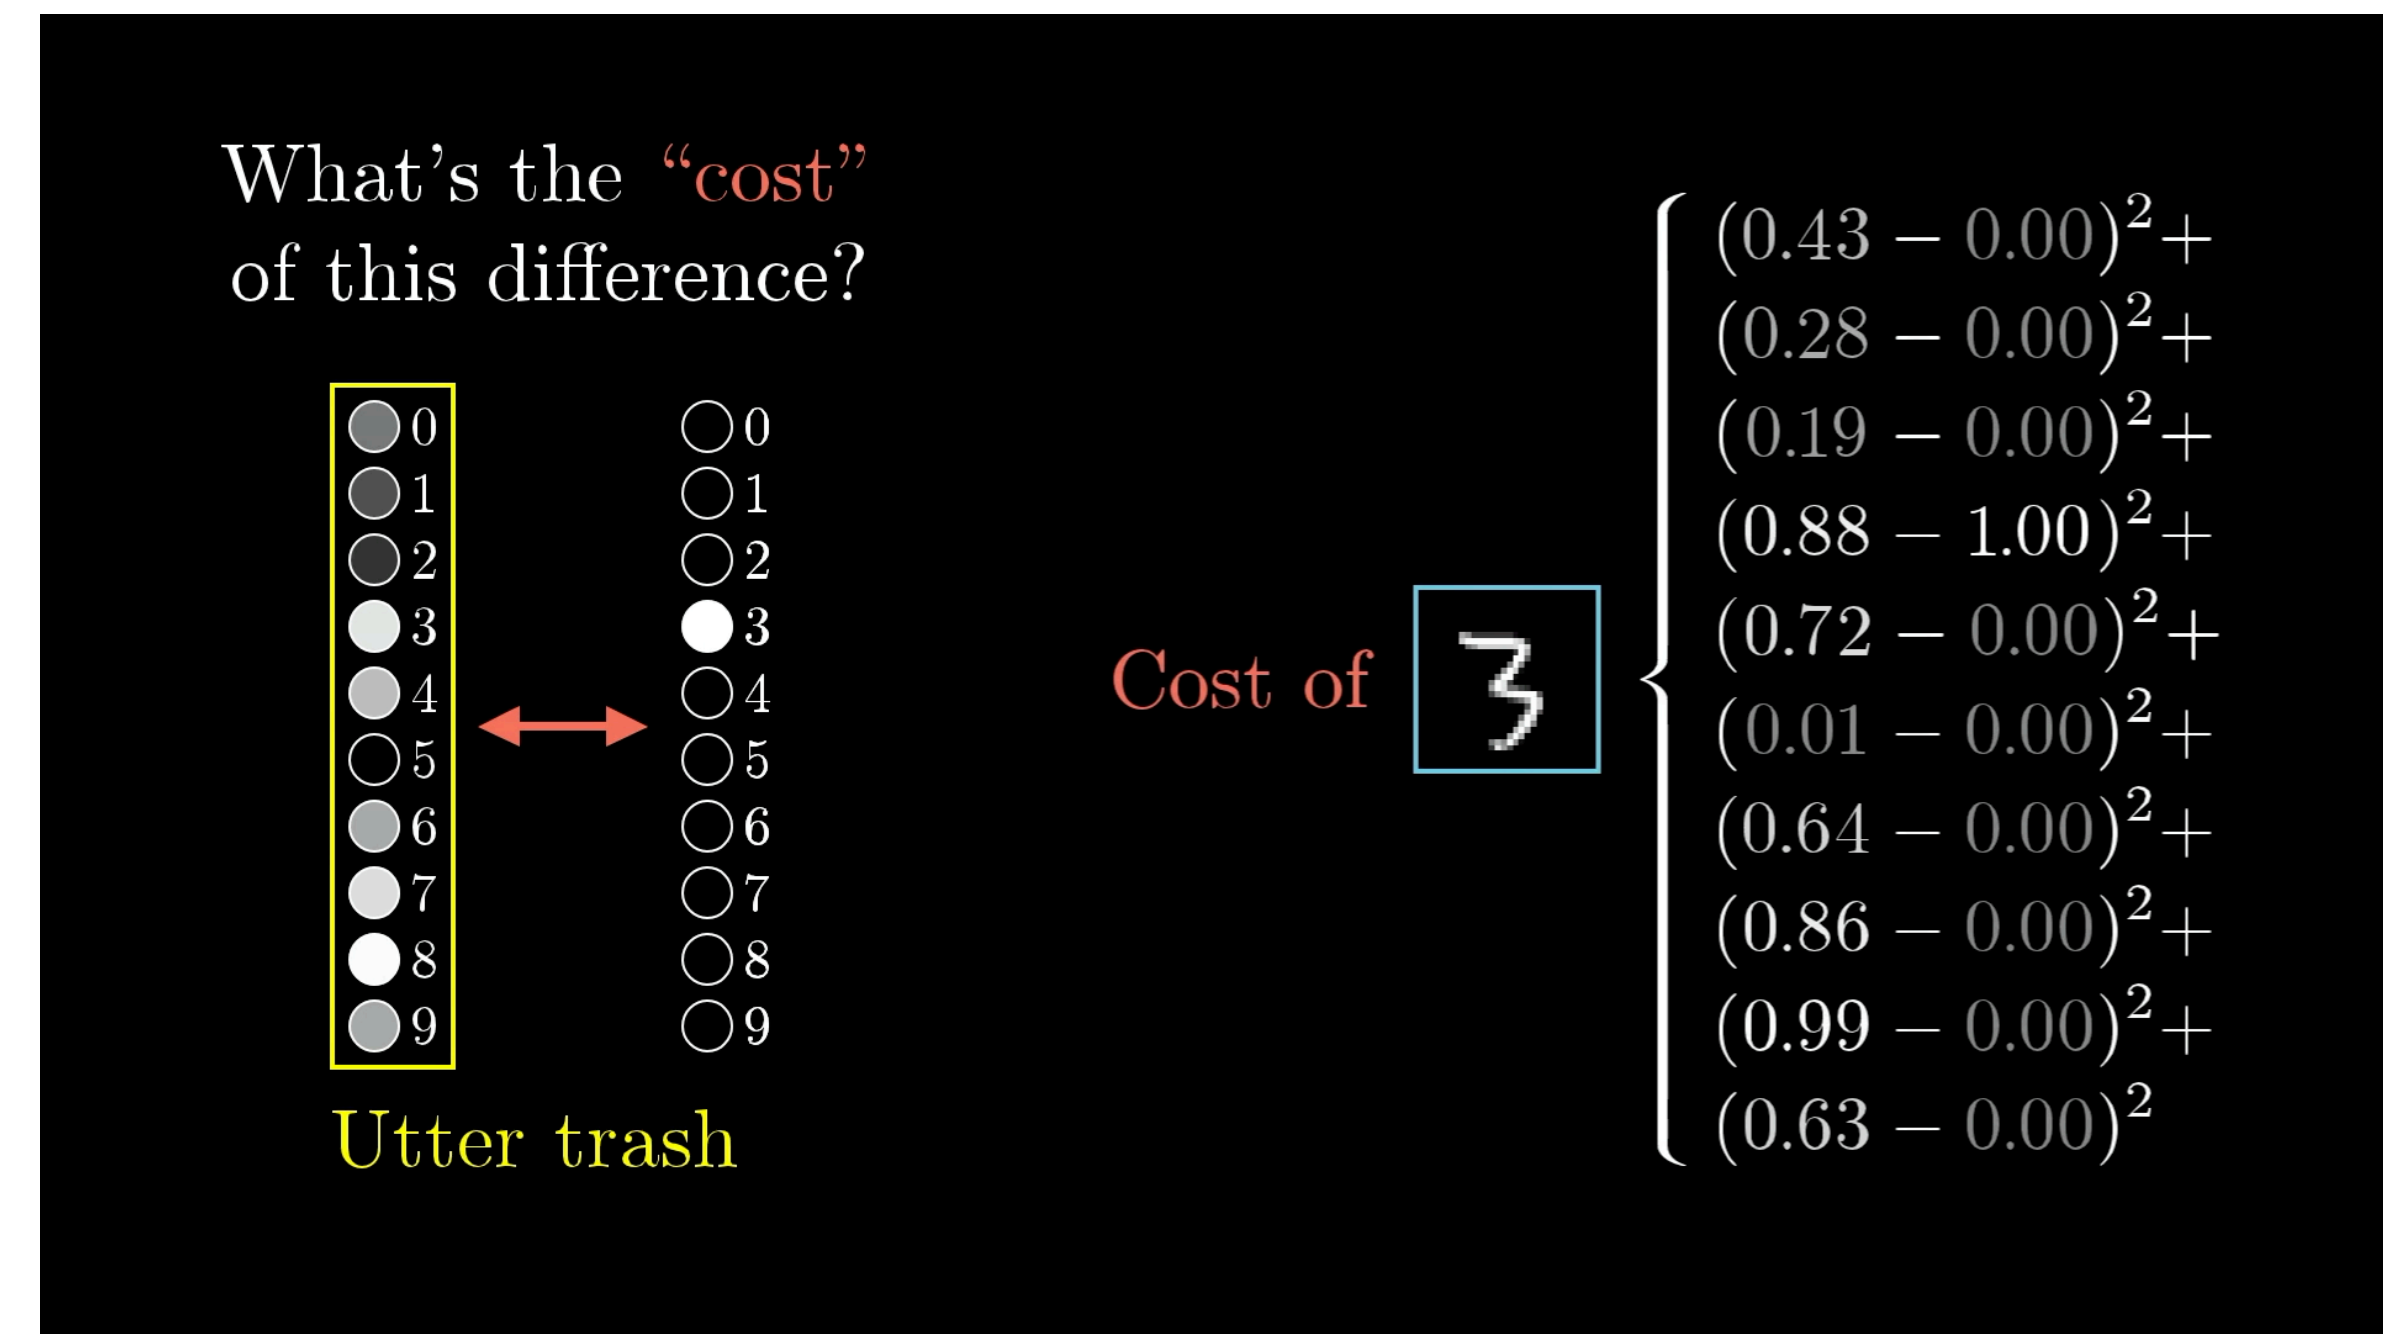 What's the “cost”
of this difference?
0
1
2
3
4
5
6
7
8
9
0
1
2
3
4
5
6
7
8
9
Utter trash
Cost of
3
(0.43 − 0.00)²+
(0.28 − 0.00)²+
(0.19 − 0.00)²+
(0.88 − 1.00)²+
(0.72 − 0.00)²+
(0.01 − 0.00)²+
(0.64 − 0.00)²+
(0.86 − 0.00)²+
(0.99 − 0.00)²+
(0.63 − 0.00)²